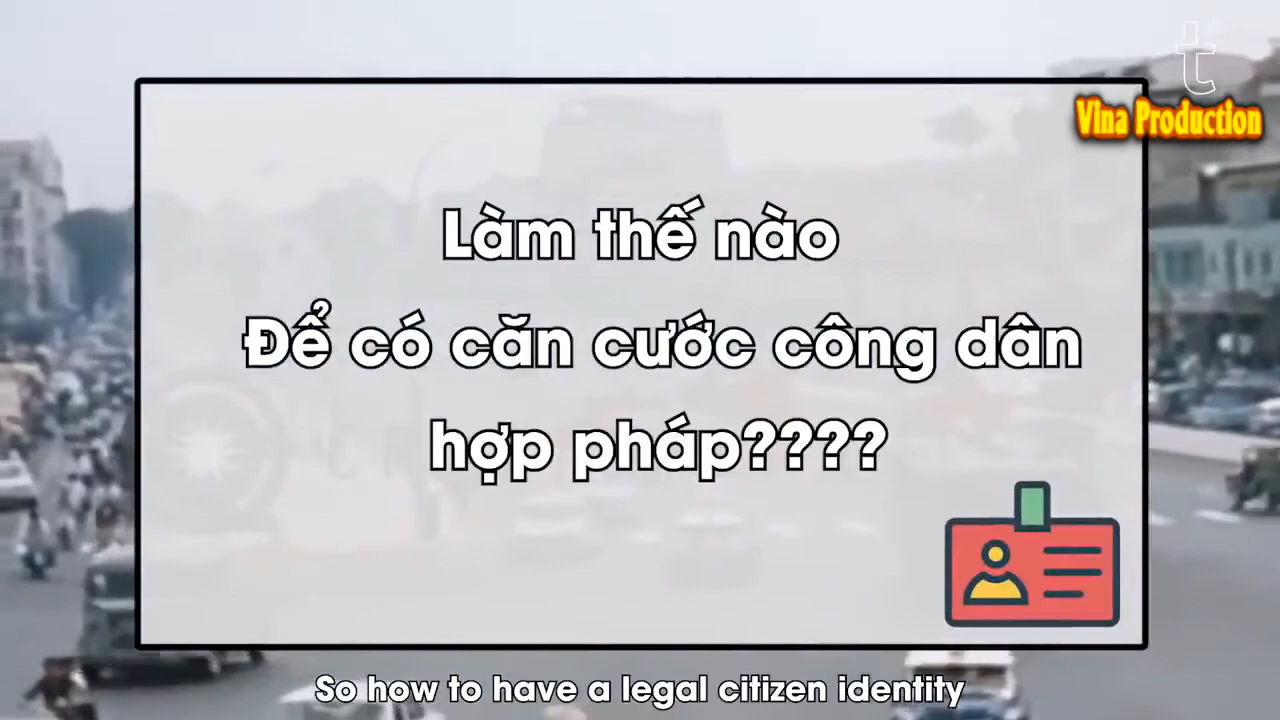 t
Vina Production
Làm thế nào
Để có căn cước công dân
hợp pháp????
So how to have a legal citizen identity